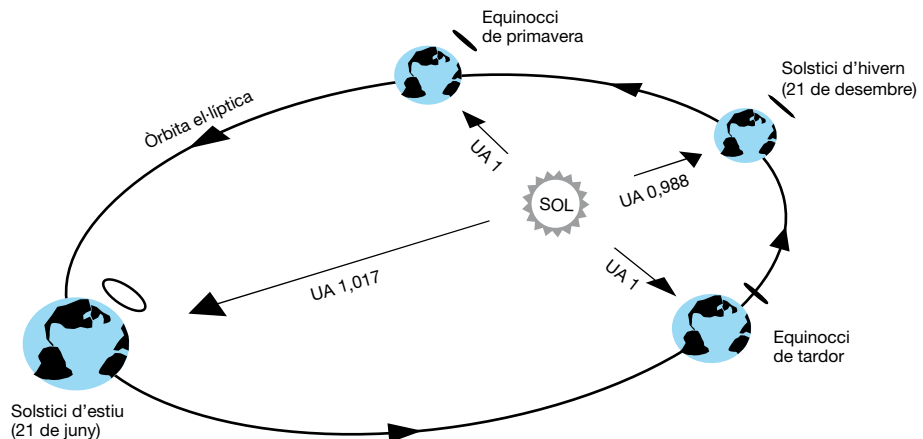 Equinocci
de primavera
Solstici d'hivern
(21 de desembre)
Òrbita el·líptica
UA 1
UA 0,988
SOL
UA 1
UA 1,017
Equinocci
de tardor
Solstici d'estiu
(21 de juny)